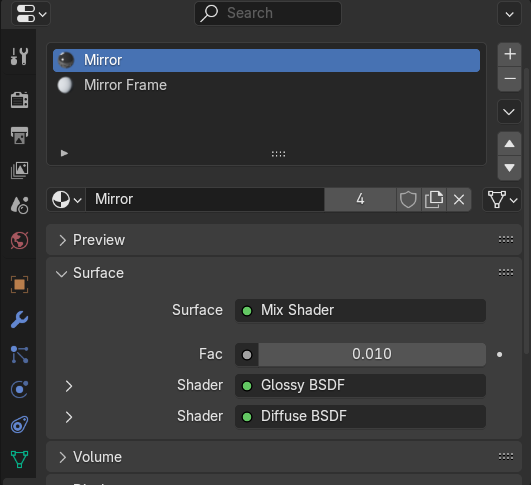 Search
Mirror
Mirror Frame
Mirror 4
Preview
Surface
Surface Mix Shader
Fac 0.010
Shader Glossy BSDF
Shader Diffuse BSDF
Volume